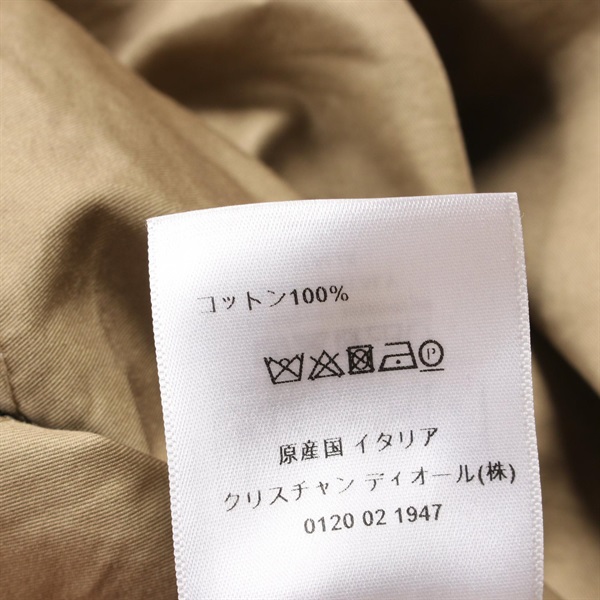 コットン100%
P
原産国 イタリア
クリスチャン ディオール(株)
0120 02 1947